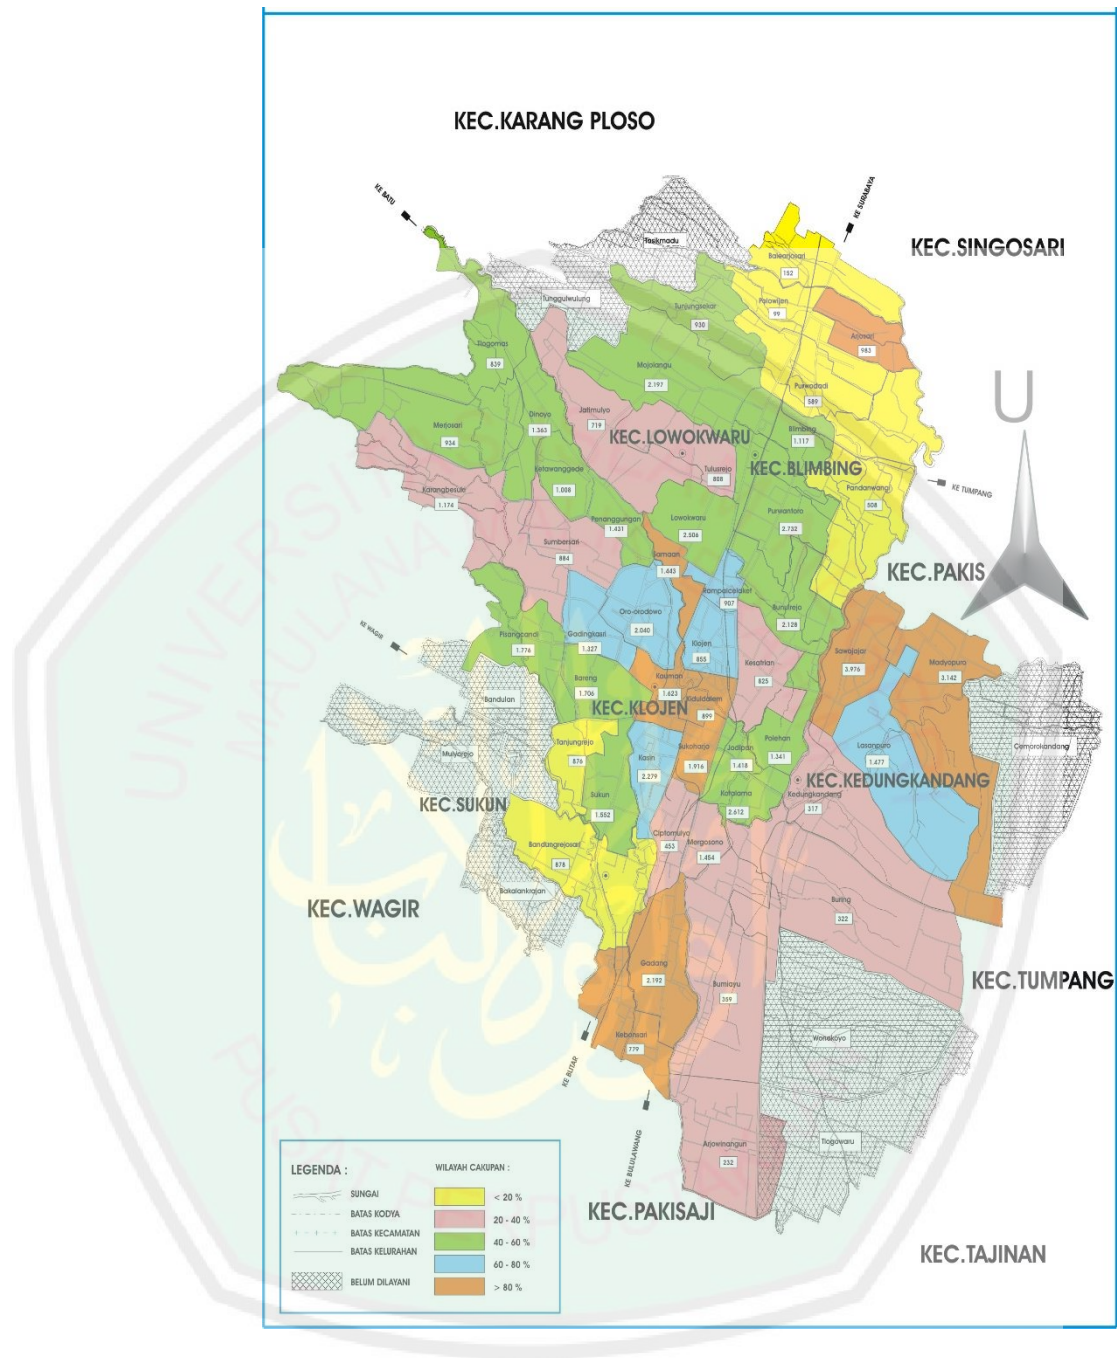 KEC.KARANG PLOSO
KE BATU
KE SURABAYA
KEC.SINGOSARI
Tasikmadu
Balearjosari
152
Tunggulwulung
Polowijen
99
Tunjungsekar
930
Arjosari
983
Tlogomas
839
Mojolangu
2.197
Purwodadi
589
U
Merjosari
934
Dinoyo
1.363
Jatimulyo
719
KEC.LOWOKWARU
Blimbing
1.117
KEC.BLIMBING
Ketawanggede
1.008
Tulusrejo
808
KE TUMPANG
Karangbesuki
1.174
Pandanwangi
508
Penanggungan
1.431
Lowokwaru
2.506
Purwantoro
2.732
Sumbersari
884
Samaan
1.443
KEC.PAKIS
Rampalcelaket
907
Oro-orodowo
2.040
Bunulrejo
2.128
KE WAGIR
Pisangcandi
1.776
Gadingkasri
1.327
Klojen
855
Kesatrian
825
Sawojajar
3.976
Madyopuro
3.142
Bareng
1.706
Kauman
1.623
KEC.KLOJEN
Kiduldalem
899
Bandulan
Mulyorejo
Tanjungrejo
876
Kasin
2.279
Sukoharjo
1.916
Jodipan
1.418
Polehan
1.341
Lasanpuro
1.477
Cemorokandang
KEC.KEDUNGKANDANG
KEC.SUKUN
Sukun
1.552
Kotalama
2.612
Kedungkandang
317
Bandungrejosari
878
Ciptomulyo
453
Mergosono
1.454
Bakalankrajan
KEC.WAGIR
Buring
322
Gadang
2.192
Bumiayu
359
KEC.TUMPANG
Kebonsari
779
Wonokoyo
KE BLITAR
KE BULULAWANG
Arjowinangun
232
Tlogowaru
KEC.PAKISAJI
KEC.TAJINAN
LEGENDA :
SUNGAI
BATAS KODYA
BATAS KECAMATAN
BATAS KELURAHAN
BELUM DILAYANI
WILAYAH CAKUPAN :
< 20 %
20 - 40 %
40 - 60 %
60 - 80 %
> 80 %